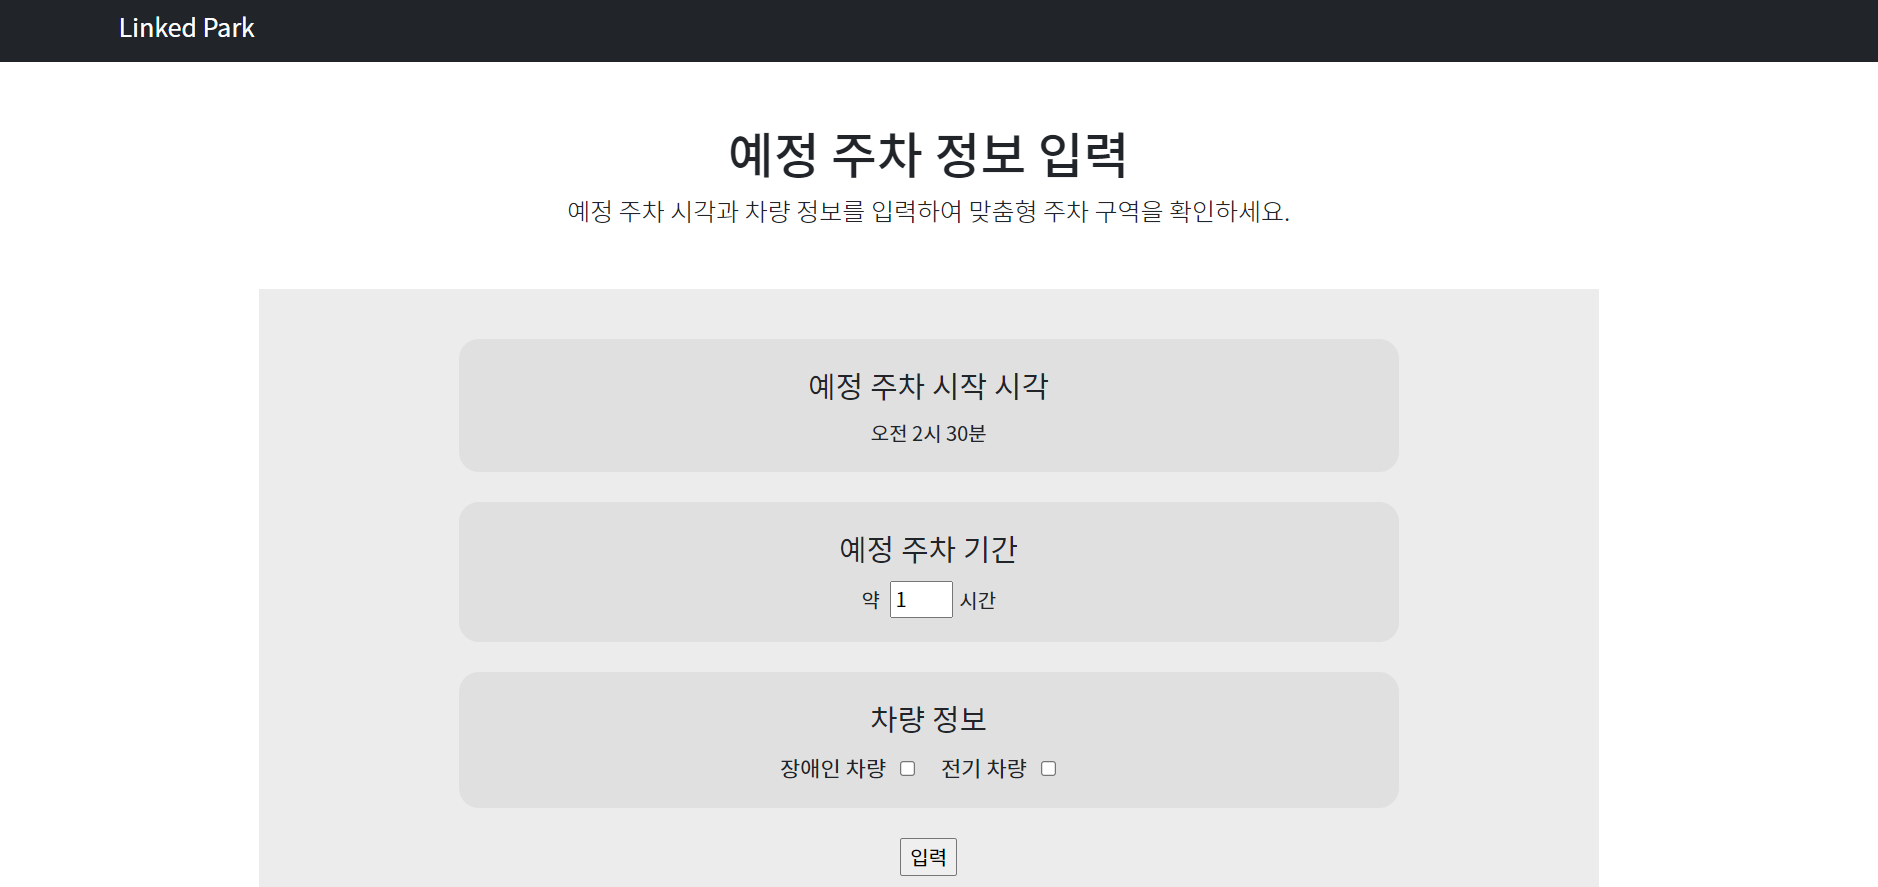 Linked Park
예정 주차 정보 입력
예정 주차 시각과 차량 정보를 입력하여 맞춤형 주차 구역을 확인하세요.
예정 주차 시작 시각
오전 2시 30분
예정 주차 기간
약 1 시간
차량 정보
장애인 차량 전기 차량
입력